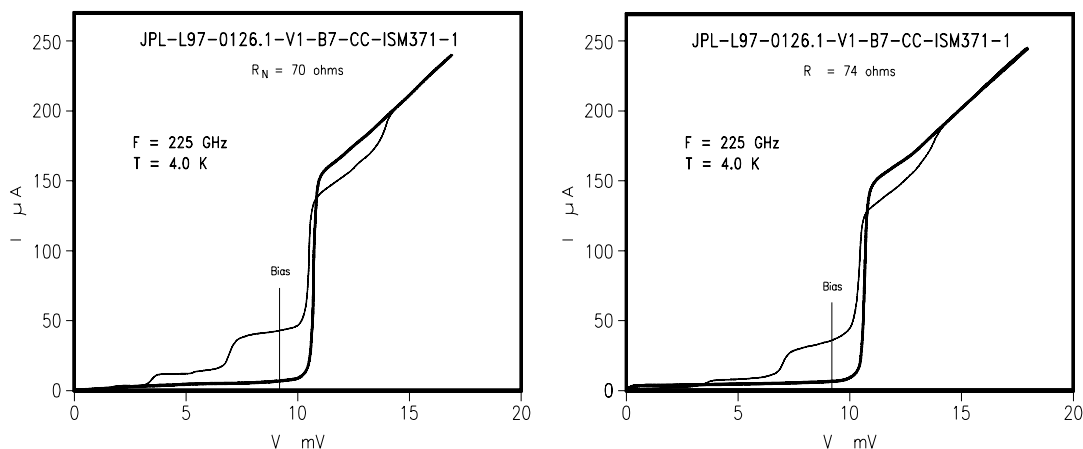 JPL-L97-0126.1-V1-B7-CC-ISM371-1
RN = 70 ohms
F = 225 GHz
T = 4.0 K
Bias
I μA
250
200
150
100
50
0
0 5 10 15 20
V mV
JPL-L97-0126.1-V1-B7-CC-ISM371-1
R = 74 ohms
F = 225 GHz
T = 4.0 K
Bias
I μA
250
200
150
100
50
0
0 5 10 15 20
V mV